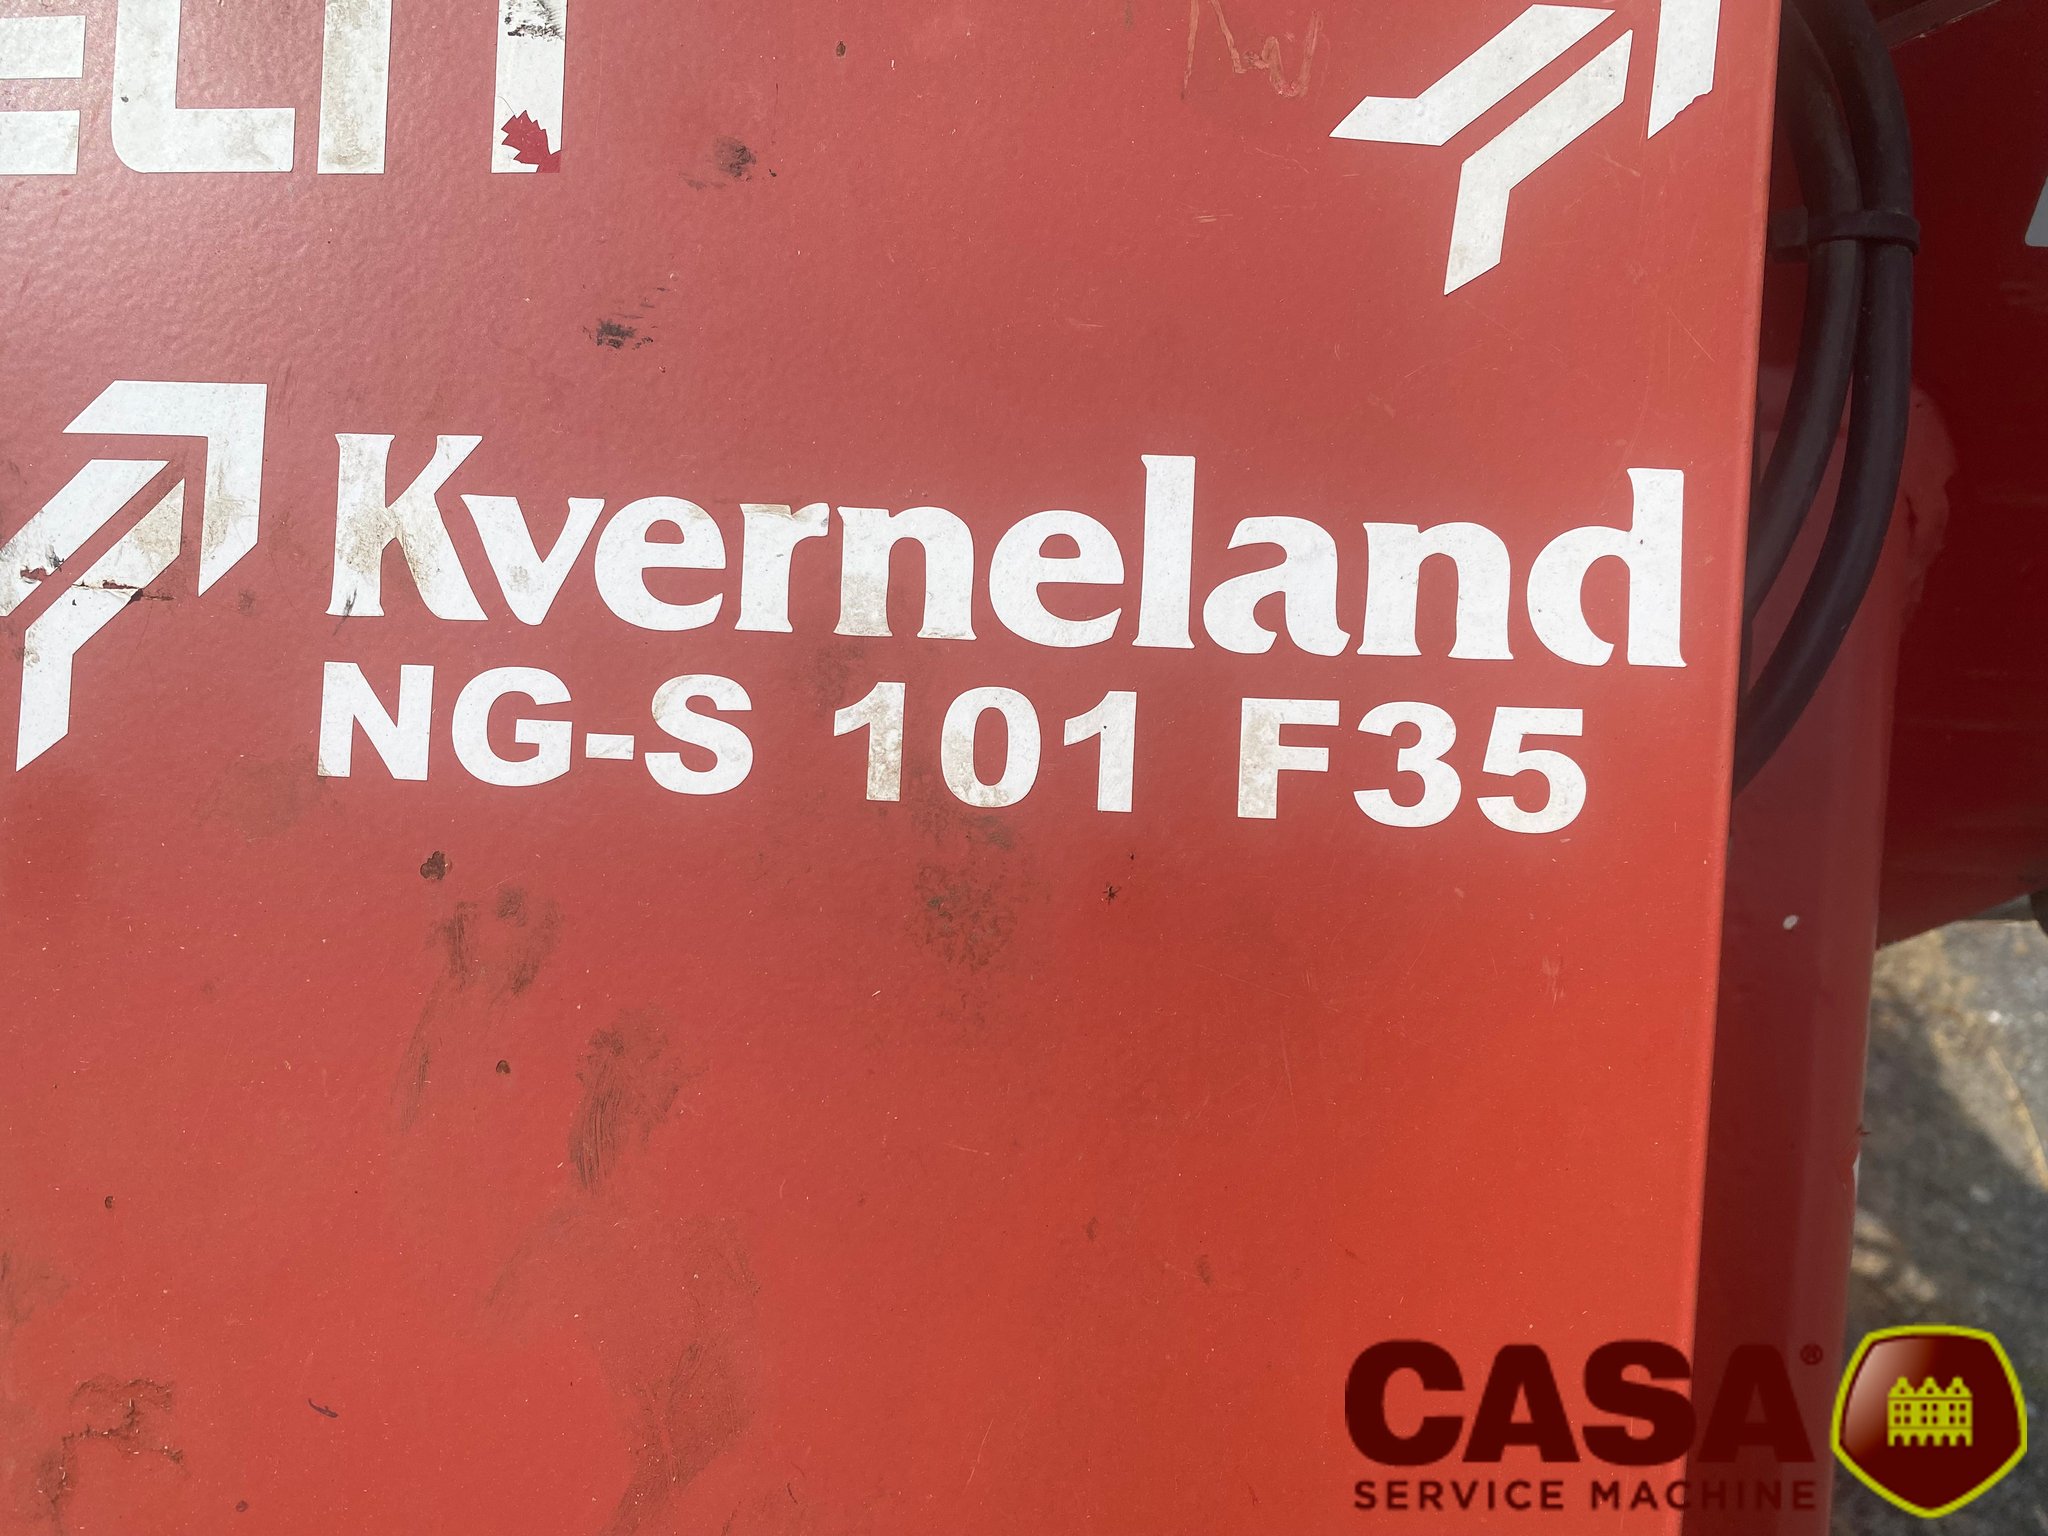 Kverneland
NG-S 101 F35
CASA®
SERVICE MACHINE